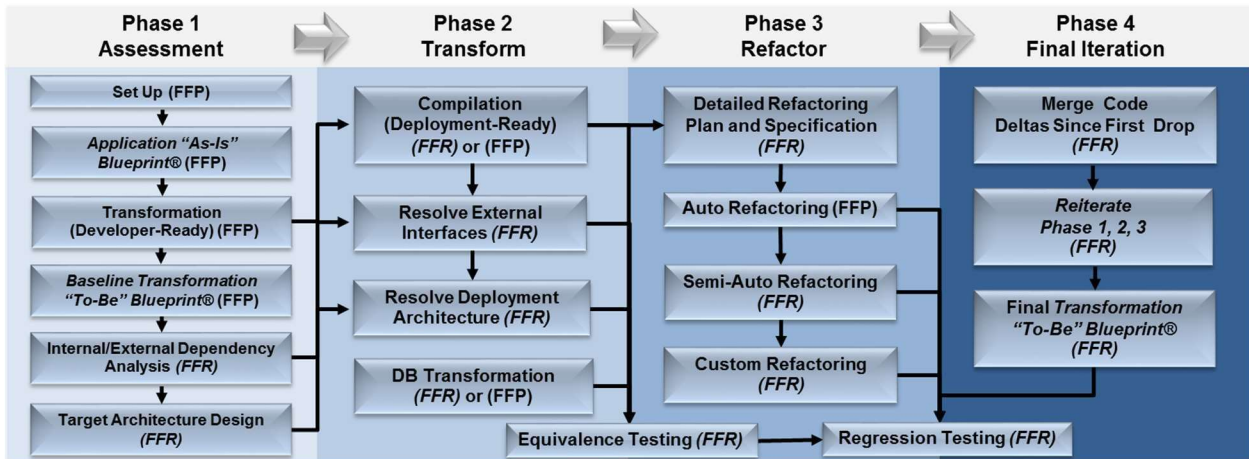 Phase 1
Assessment
Phase 2
Transform
Phase 3
Refactor
Phase 4
Final Iteration
Set Up (FFP)
Application “As-Is”
Blueprint® (FFP)
Transformation
(Developer-Ready) (FFP)
Baseline Transformation
“To-Be” Blueprint® (FFP)
Internal/External Dependency
Analysis (FFR)
Target Architecture Design
(FFR)
Compilation
(Deployment-Ready)
(FFR) or (FFP)
Resolve External
Interfaces (FFR)
Resolve Deployment
Architecture (FFR)
DB Transformation
(FFR) or (FFP)
Equivalence Testing (FFR)
Detailed Refactoring
Plan and Specification
(FFR)
Auto Refactoring (FFP)
Semi-Auto Refactoring
(FFR)
Custom Refactoring
(FFR)
Regression Testing (FFR)
Merge Code
Deltas Since First Drop
(FFR)
Reiterate
Phase 1, 2, 3
(FFR)
Final Transformation
“To-Be” Blueprint®
(FFR)